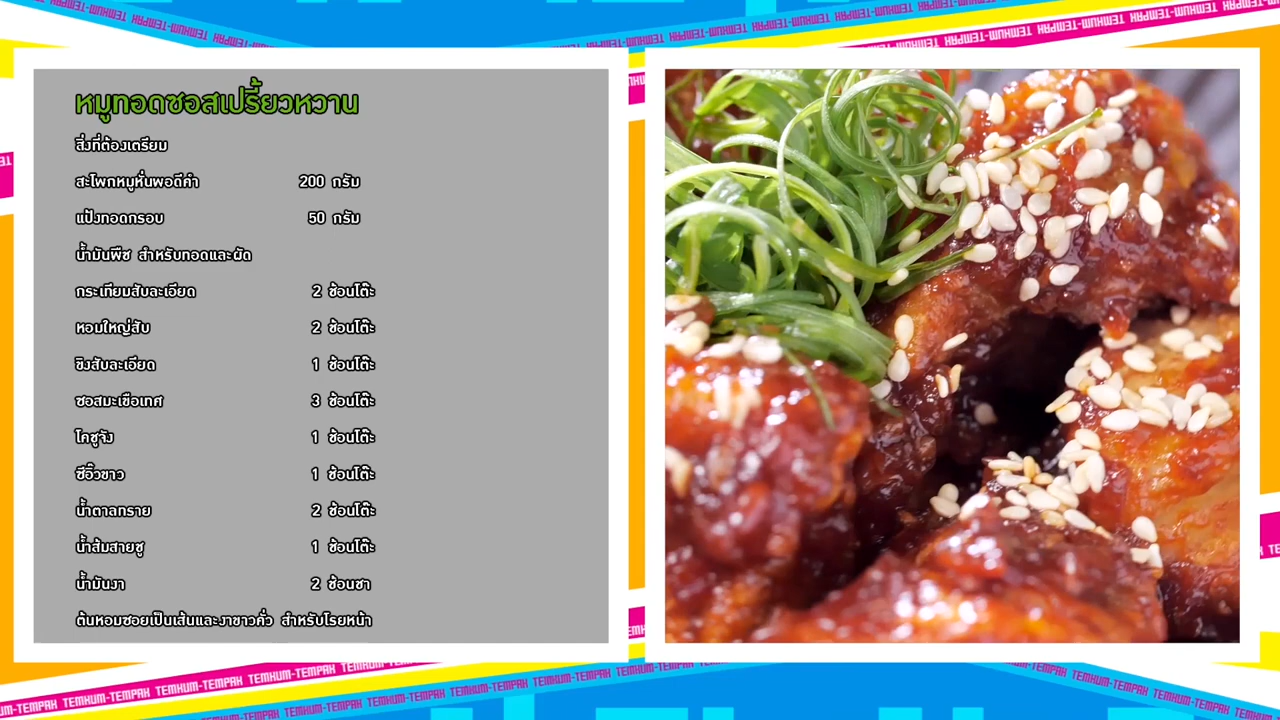 หมูทอดซอสเปรี้ยวหวาน
สิ่งที่ต้องเตรียม
สะโพกหมูหั่นพอดีคำ 200 กรัม
แป้งทอดกรอบ 50 กรัม
น้ำมันพืช สำหรับทอดและผัด
กระเทียมสับละเอียด 2 ช้อนโต๊ะ
หอมใหญ่สับ 2 ช้อนโต๊ะ
ขิงสับละเอียด 1 ช้อนโต๊ะ
ซอสมะเขือเทศ 3 ช้อนโต๊ะ
โคชูจัง 1 ช้อนโต๊ะ
ซีอิ๊วขาว 1 ช้อนโต๊ะ
น้ำตาลทราย 2 ช้อนโต๊ะ
น้ำส้มสายชู 1 ช้อนโต๊ะ
น้ำมันงา 2 ช้อนชา
ต้นหอมซอยเป็นเส้นและงาขาวคั่ว สำหรับโรยหน้า
TEMHUM-TEMPAK TEMHUM-TEMPAK TEMHUM-TEMPAK TEMHUM-TEMPAK